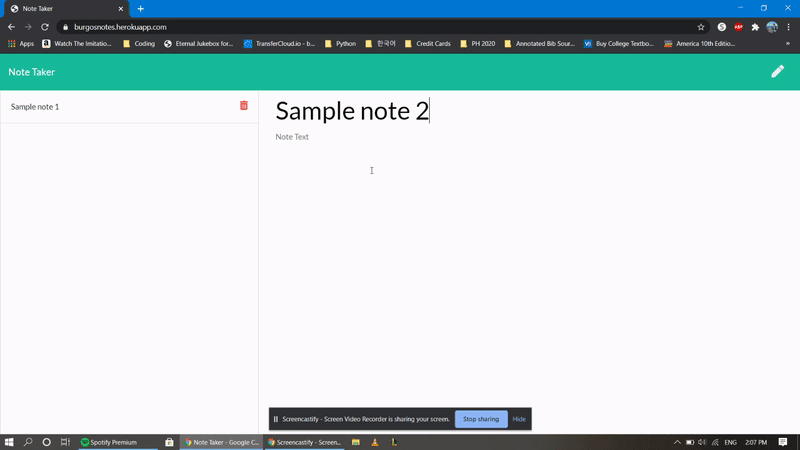 Note Taker
burgosnotes.herokuapp.com
Apps Watch The Imitatio... Coding Eternal Jukebox for... TransferCloud.io - b... Python 한국어 Credit Cards PH 2020 Annotated Bib Sour... Buy College Textbo... America 10th Editio... »
Note Taker
Sample note 1
Sample note 2
Note Text
Screencastify - Screen Video Recorder is sharing your screen. Stop sharing Hide
Spotify Premium Note Taker - Google C... Screencastify - Screen... ENG 2:07 PM